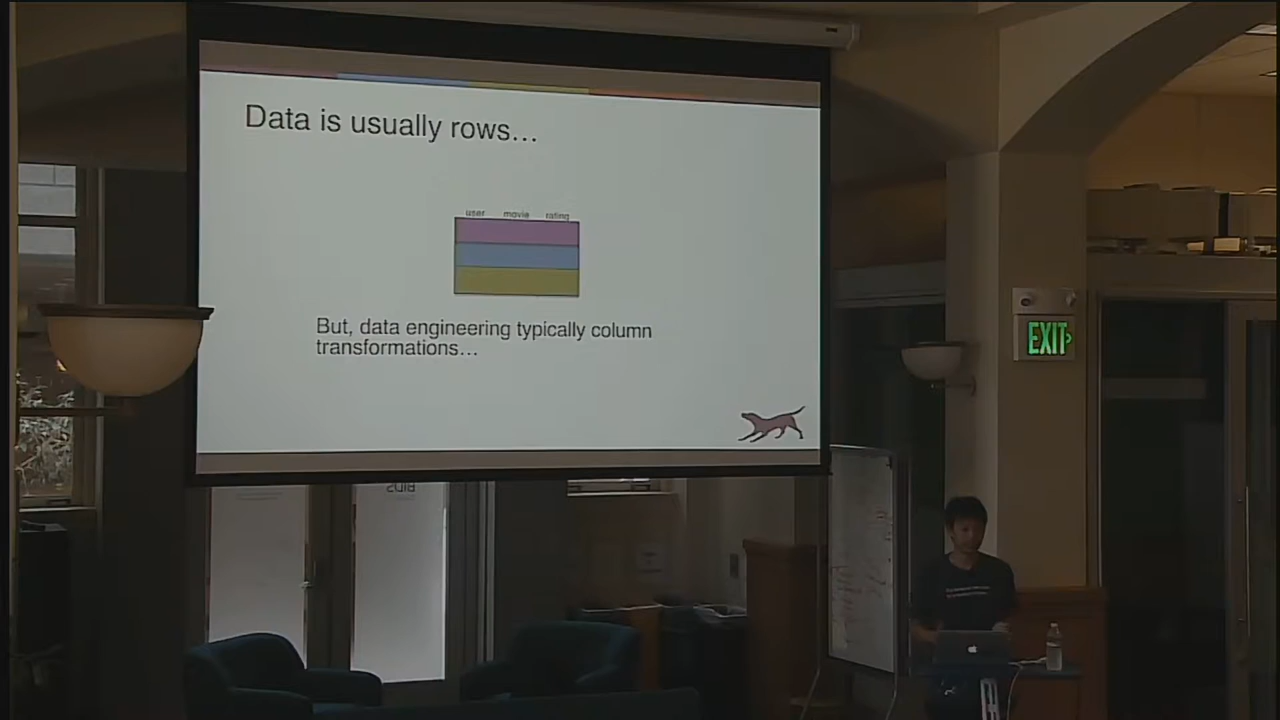 Data is usually rows...
user movie rating
But, data engineering typically column
transformations...
EXIT